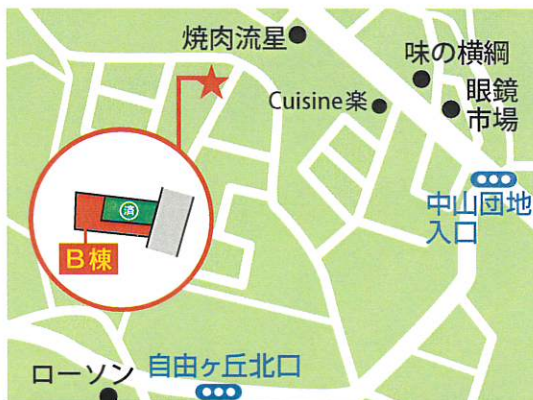 焼肉流星
味の横綱
Cuisine楽
眼鏡
市場
済
B棟
中山団地
入口
自由ヶ丘北口
ローソン